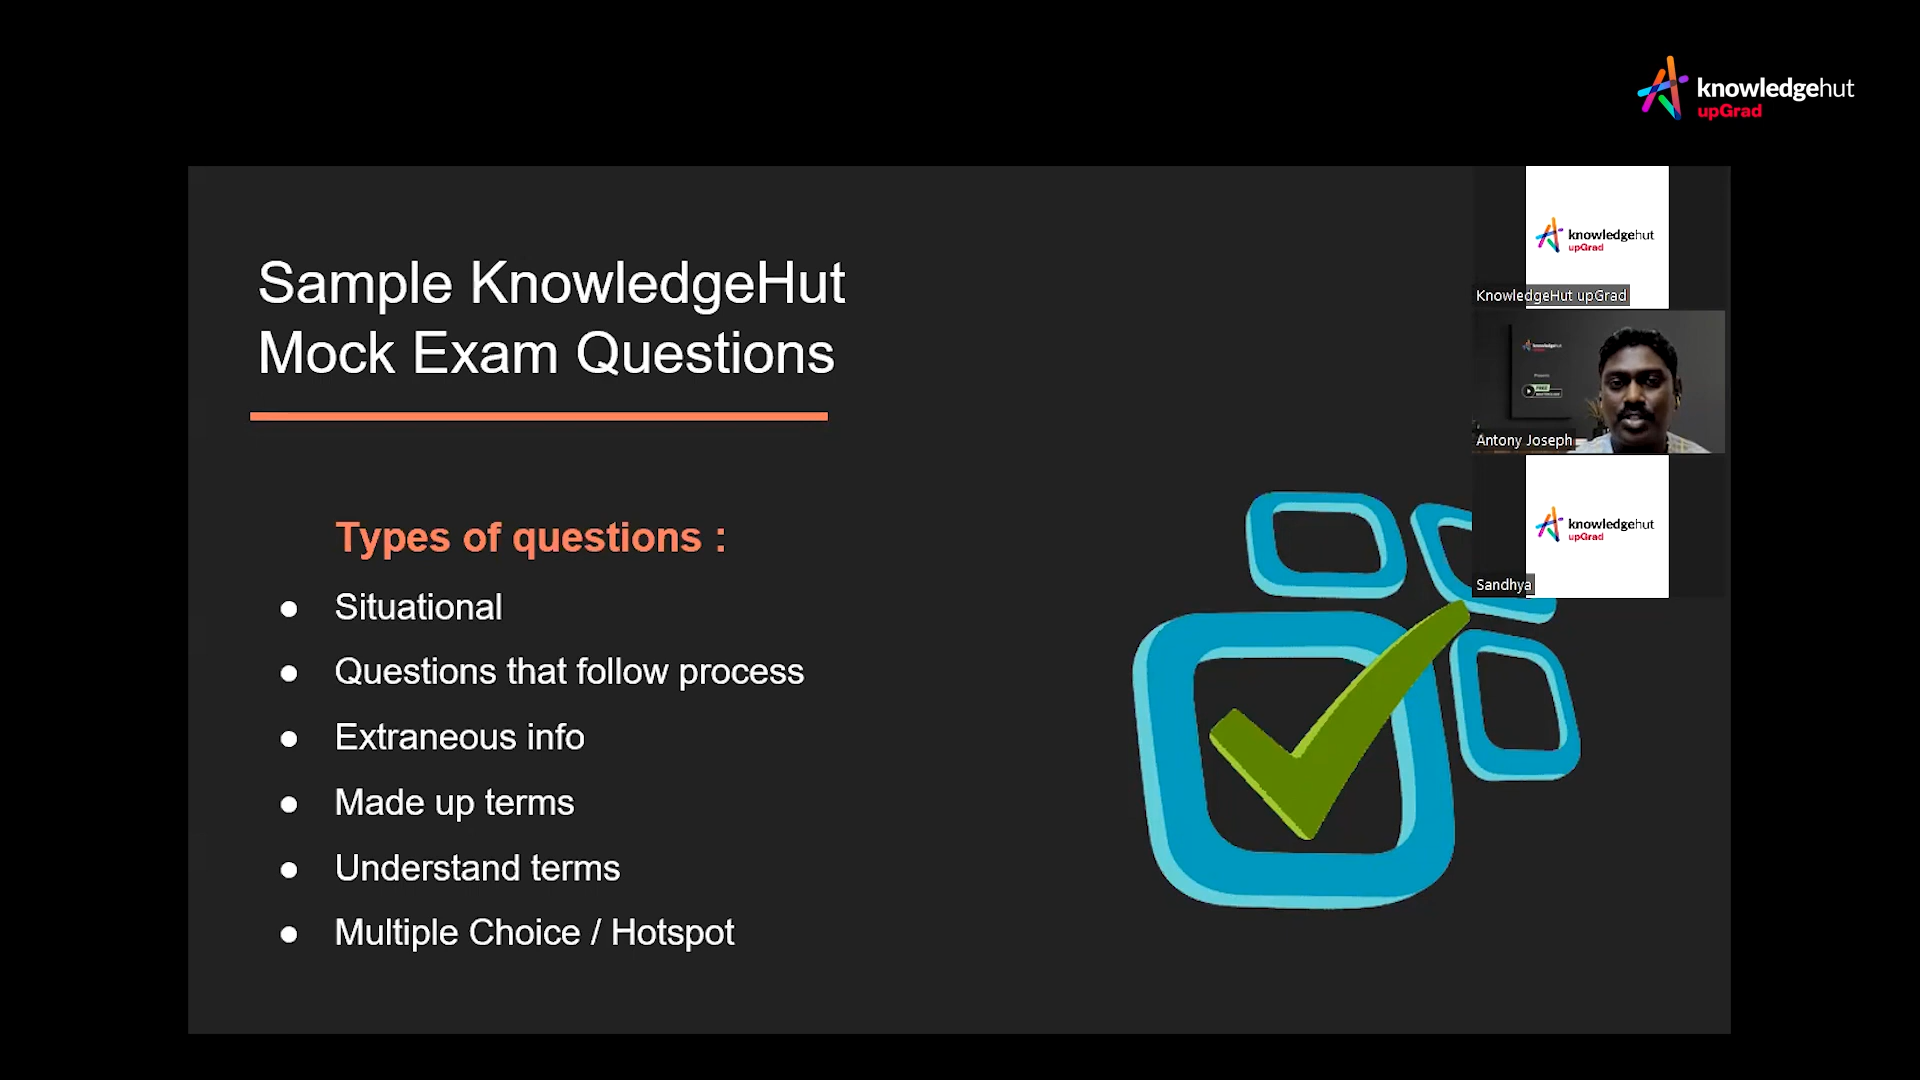 knowledgehut
upGrad
knowledgehut
upGrad
KnowledgeHut upGrad
Sample KnowledgeHut
Mock Exam Questions
knowledgehut
Antony Joseph
knowledgehut
upGrad
Sandhya
Types of questions :
● Situational
● Questions that follow process
● Extraneous info
● Made up terms
● Understand terms
● Multiple Choice / Hotspot